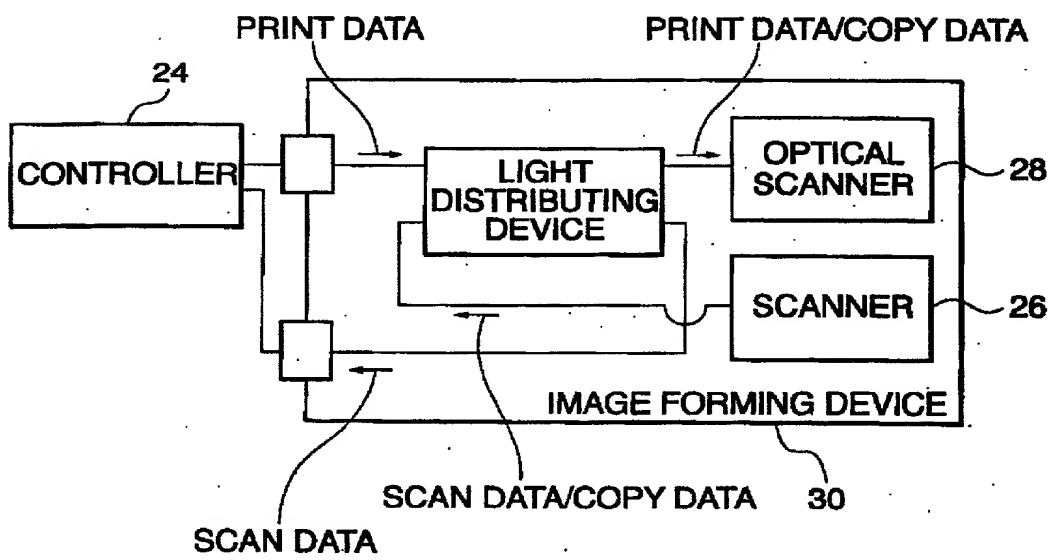 PRINT DATA
PRINT DATA/COPY DATA
24
CONTROLLER
LIGHT
DISTRIBUTING
DEVICE
OPTICAL
SCANNER
28
SCANNER
26
IMAGE FORMING DEVICE
30
SCAN DATA/COPY DATA
SCAN DATA